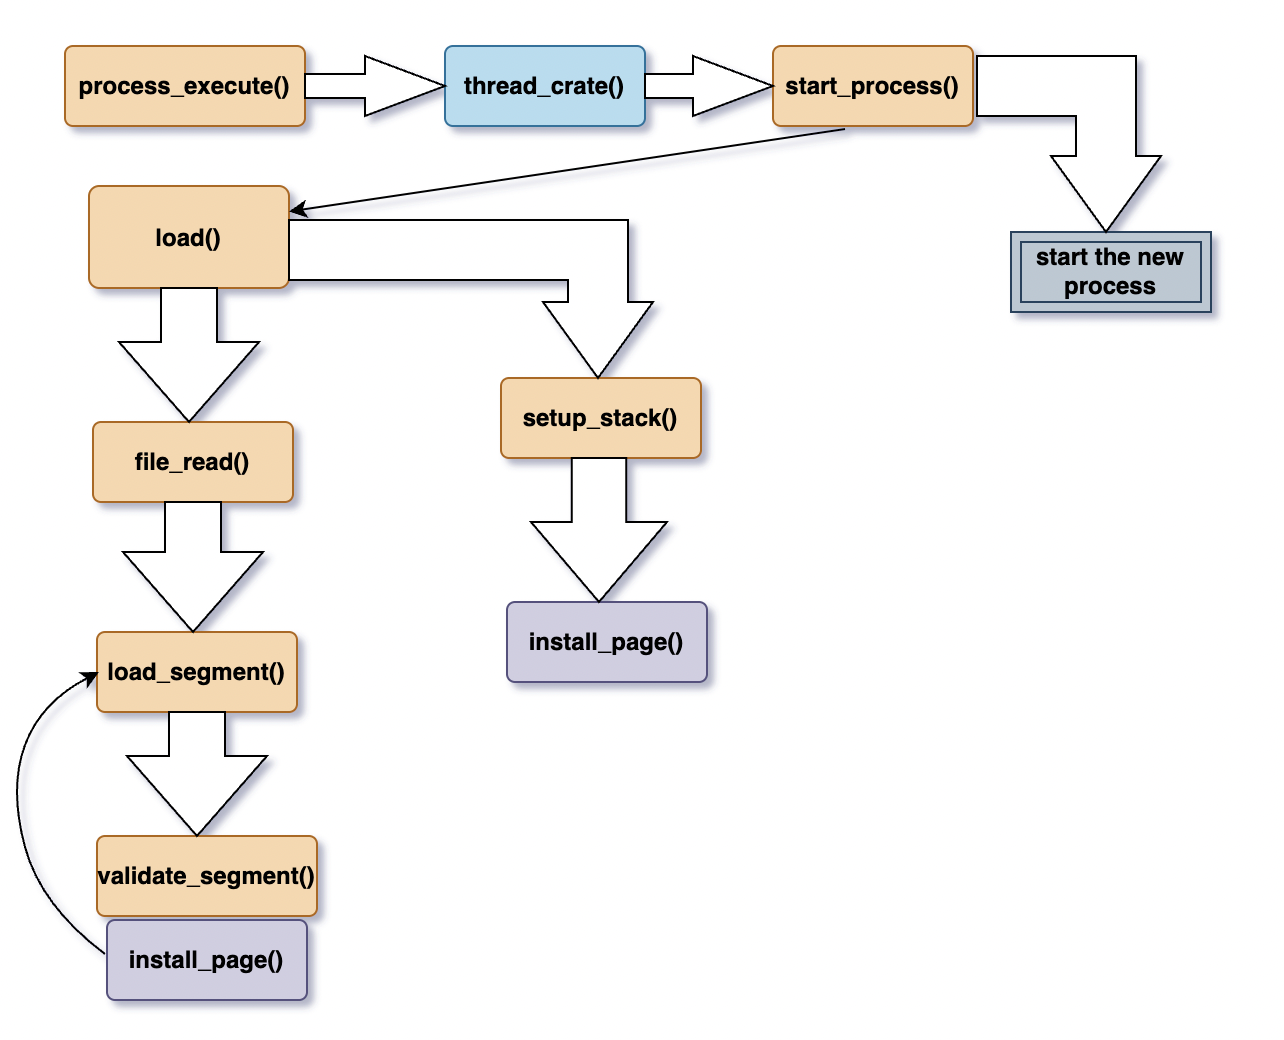 process_execute()
thread_crate()
start_process()
load()
start the new
process
setup_stack()
file_read()
install_page()
load_segment()
validate_segment()
install_page()